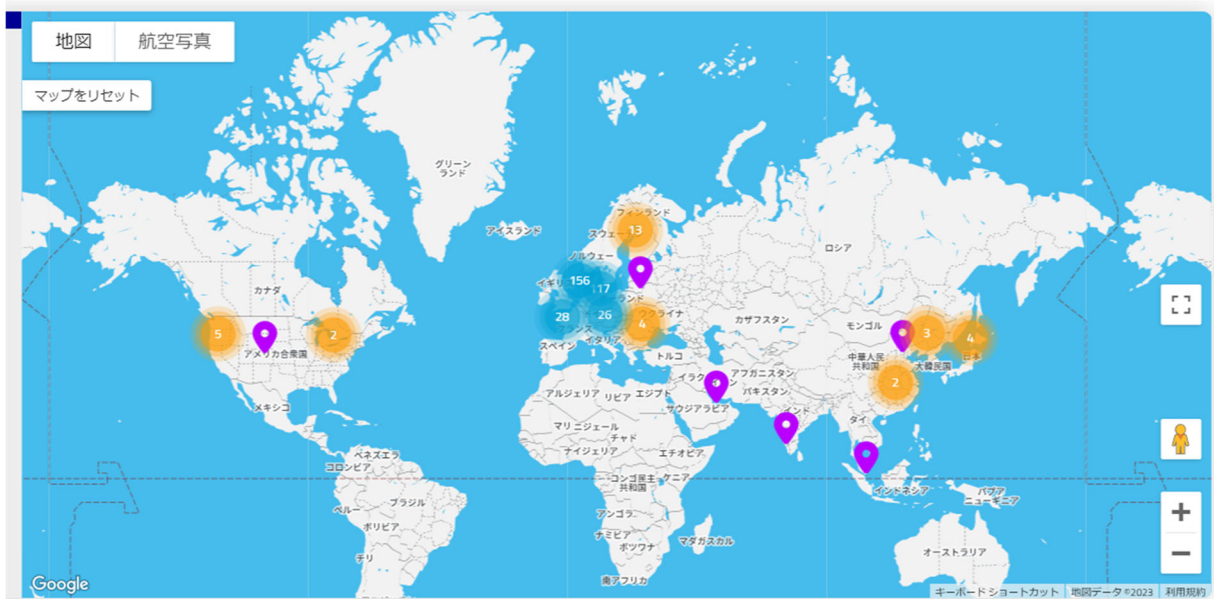 地図
航空写真
マップをリセット
グリーン
ランド
アイスランド
フィンランド
13
スウェー
ノルウェー
ロシア
イギリ
156
17
ランド
カナダ
28
26
4
ウクライナ
カザフスタン
モンゴル
5
2
3
4
アメリカ合衆国
フランス
イタリア
スペイン
トルコ
中華人民
共和国
大韓民国
日本
イラク
アフガニスタン
パキスタン
2
メキシコ
アルジェリア
リビア
エジプト
サウジアラビア
インド
タイ
マリ
ニジェール
チャド
ベネズエラ
コロンビア
ナイジェリア
エチオピア
コンゴ民主
共和国
ケニア
インドネシア
パプア
ニューギニア
ペルー
ブラジル
アンゴラ
ボリビア
ナミビア
ボツワナ
マダガスカル
オーストラリア
チリ
南アフリカ
Google
キーボード ショートカット
地図データ ©2023
利用規約